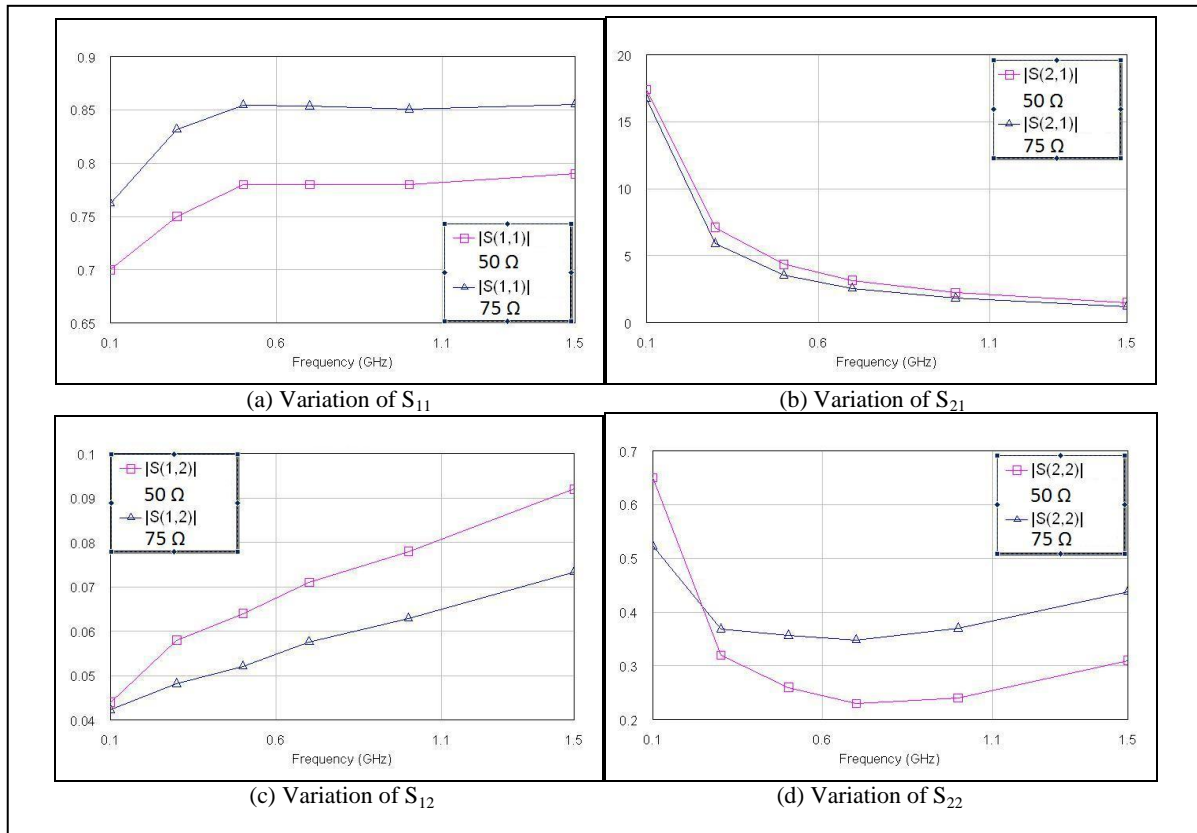 0.9
0.85
0.8
0.75
0.7
0.65
|S(1,1)|
50 Ω
|S(1,1)|
75 Ω
0.1 0.6 1.1 1.5
Frequency (GHz)
(a) Variation of S₁₁
20
15
10
5
0
|S(2,1)|
50 Ω
|S(2,1)|
75 Ω
0.1 0.6 1.1 1.5
Frequency (GHz)
(b) Variation of S₂₁
0.1
0.09
0.08
0.07
0.06
0.05
0.04
|S(1,2)|
50 Ω
|S(1,2)|
75 Ω
0.1 0.6 1.1 1.5
Frequency (GHz)
(c) Variation of S₁₂
0.7
0.6
0.5
0.4
0.3
0.2
|S(2,2)|
50 Ω
|S(2,2)|
75 Ω
0.1 0.6 1.1 1.5
Frequency (GHz)
(d) Variation of S₂₂